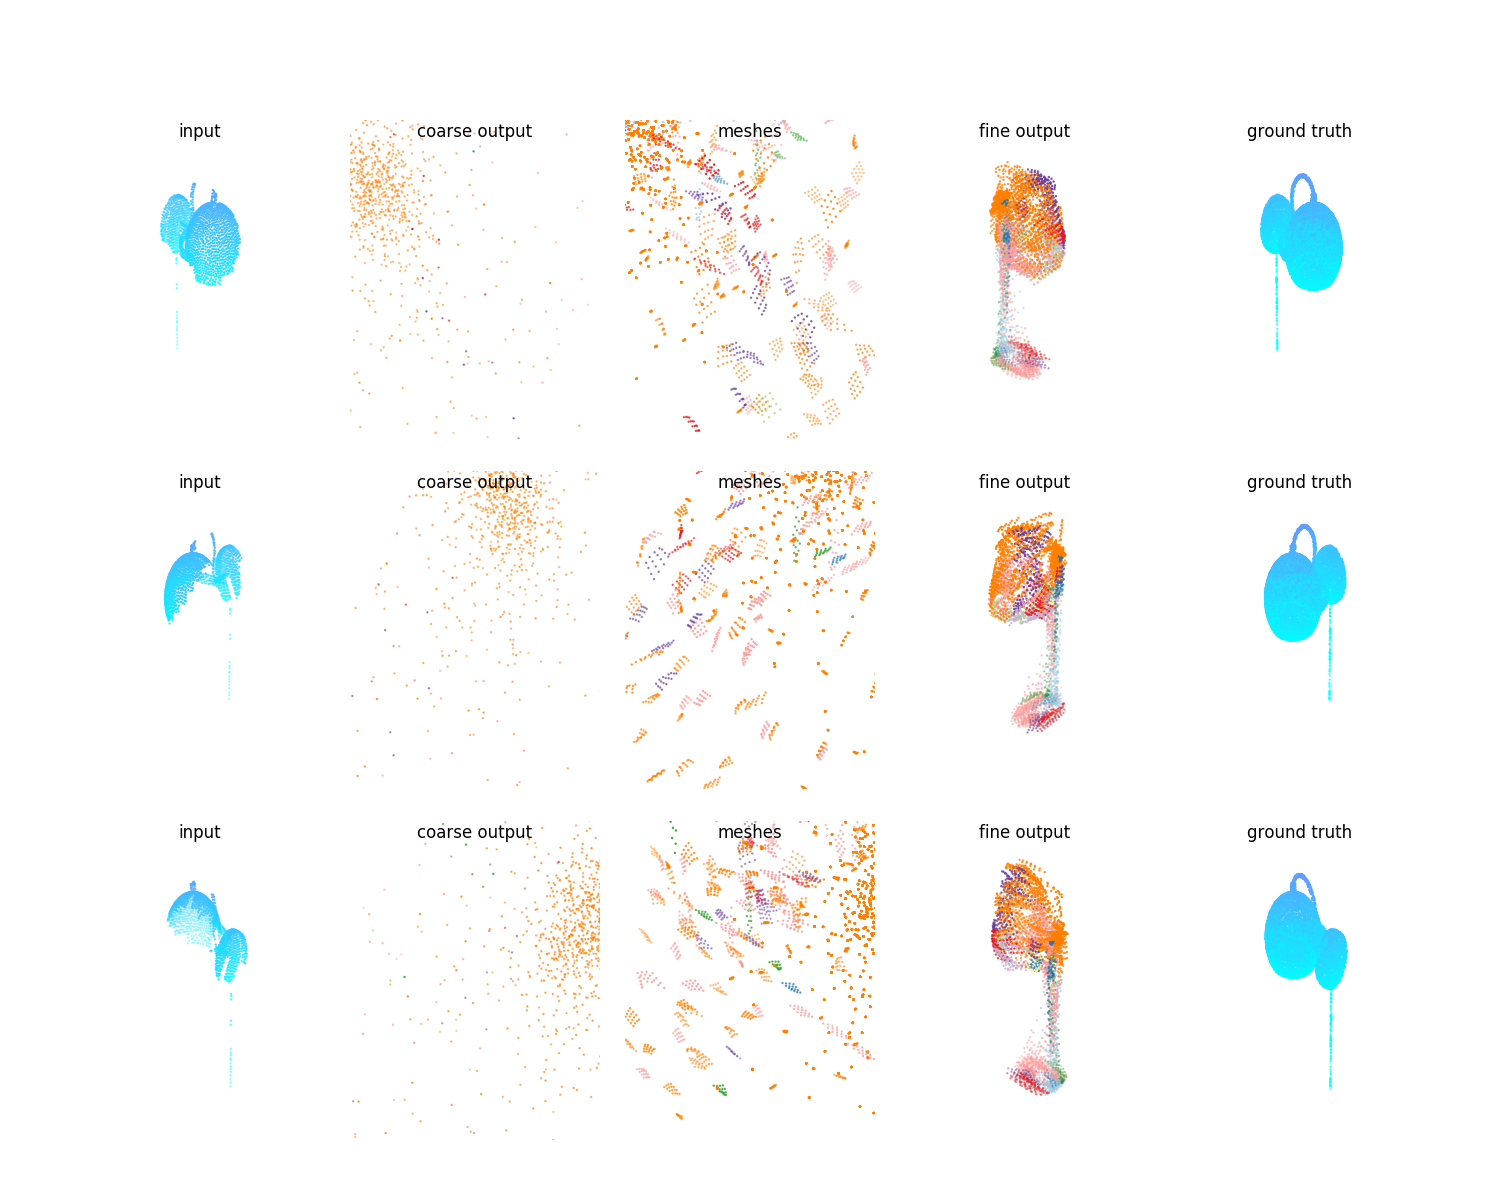 input
coarse output
meshes
fine output
ground truth
input
coarse output
meshes
fine output
ground truth
input
coarse output
meshes
fine output
ground truth